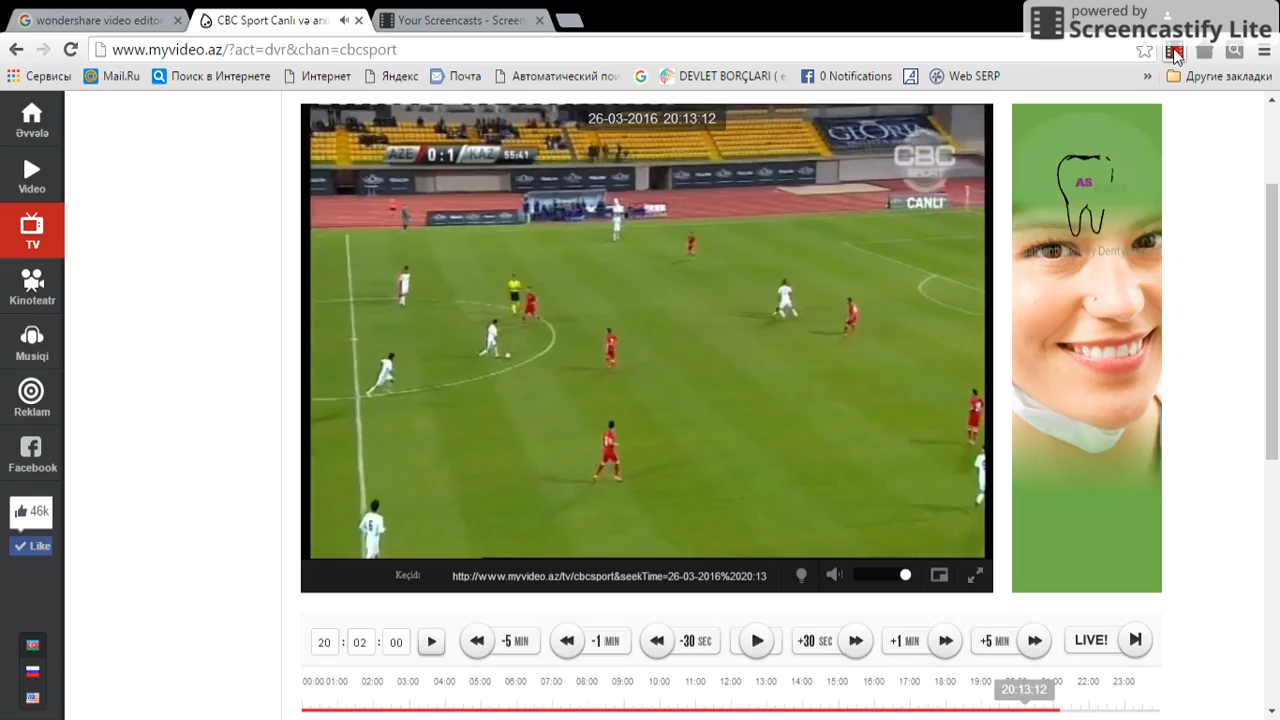 wondershare video editor
CBC Sport Canlı və arx
Your Screencasts - Screen
powered by
Screencastify Lite
www.myvideo.az/?act=dvr&chan=cbcsport
Сервисы
Mail.Ru
Поиск в Интернете
Интернет
Яндекс
Почта
Автоматический пои
DEVLET BORÇLARI ( e
0 Notifications
Web SERP
»
Другие закладки
Əvvələ
Video
TV
Kinoteatr
Musiqi
Reklam
Facebook
46k
Like
26-03-2016 20:13:12
AZE 0:1 KAZ 55:41
GLORIA
CBC
SPORT
CANLI
A5
Keçid: http://www.myvideo.az/tv/cbcsport&seekTime=26-03-2016%2020:13
20 : 02 : 00
-5 MIN
-1 MIN
-30 SEC
+30 SEC
+1 MIN
+5 MIN
LIVE!
00:00 01:00 02:00 03:00 04:00 05:00 06:00 07:00 08:00 09:00 10:00 11:00 12:00 13:00 14:00 15:00 16:00 17:00 18:00 19:00 22:00 23:00
20:13:12